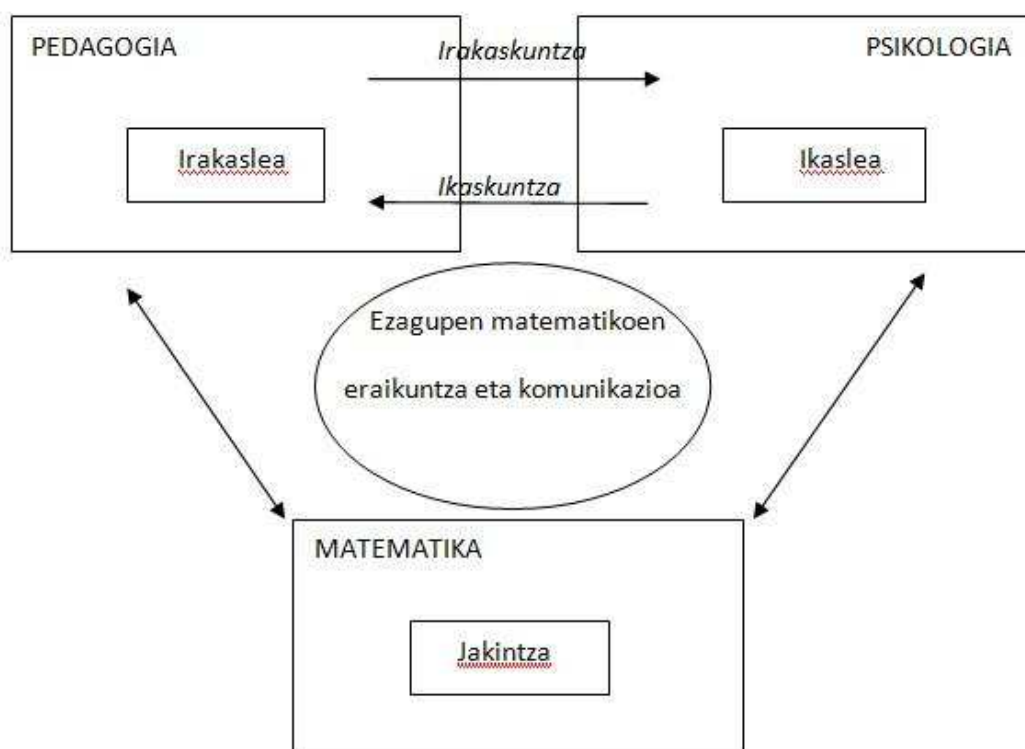 PEDAGOGIA
Irakaskuntza
PSIKOLOGIA
Irakaslea
Ikaslea
Ikaskuntza
Ezagupen matematikoen
eraikuntza eta komunikazioa
MATEMATIKA
Jakintza